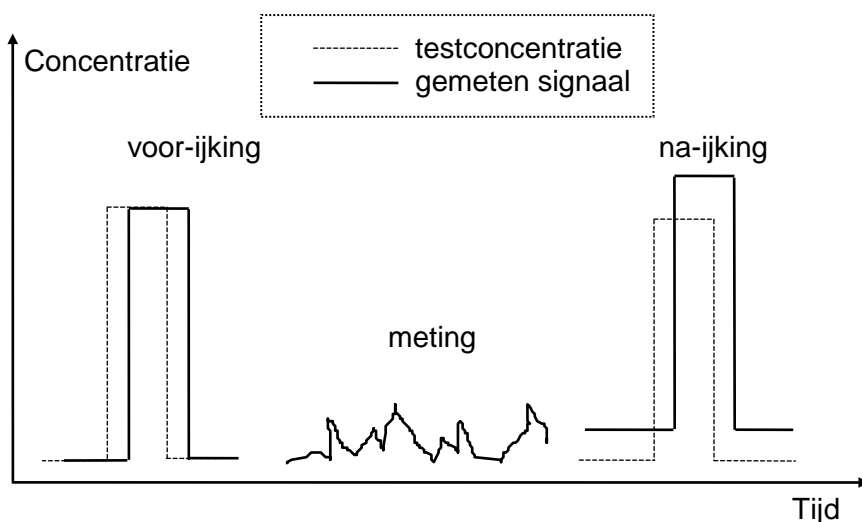 testconcentratie
gemeten signaal
Concentratie
voor-ijking
na-ijking
meting
Tijd